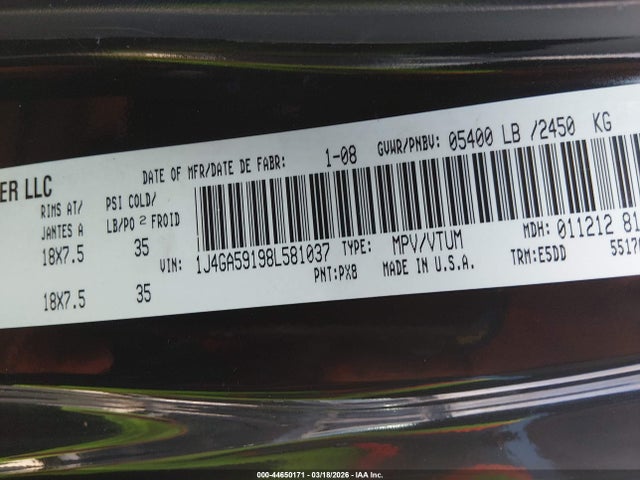 ER LLC
DATE OF MFR/DATE DE FABR: 1-08 GVWR/PNBV: 05400 LB /2450 KG
RIMS AT/ PSI COLD/
JANTES A LB/PO 2 FROID
18X7.5 35
VIN: 1J4GA59198L581037 TYPE: MPV/VTUM MDH: 011212 81
18X7.5 35
PNT:PX8 MADE IN U.S.A. TRM:E5DD 5517
000-44650171 - 03/18/2026 - IAA Inc.